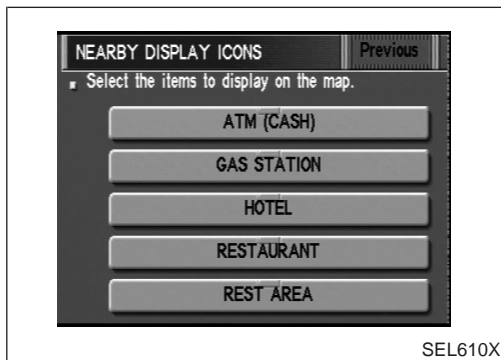 NEARBY DISPLAY ICONS Previous
Select the items to display on the map.
ATM (CASH)
GAS STATION
HOTEL
RESTAURANT
REST AREA
SEL610X